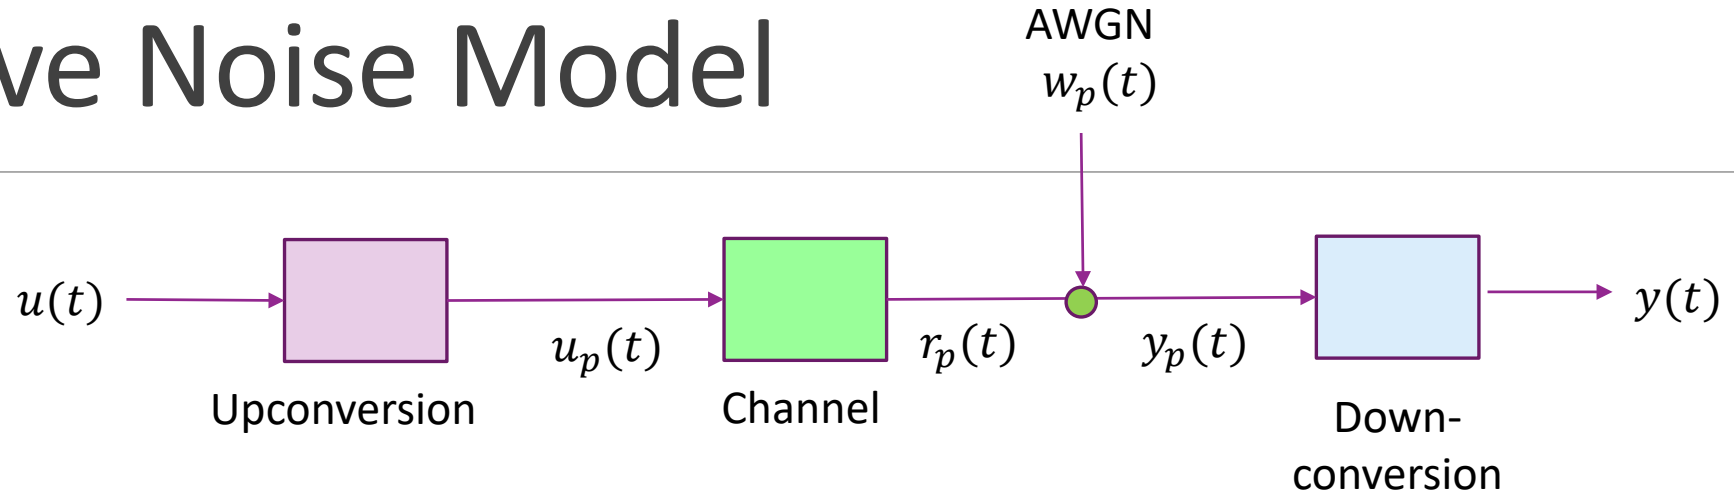 ve Noise Model
AWGN
w_p(t)
u(t)
u_p(t)
r_p(t)
y_p(t)
y(t)
Upconversion
Channel
Down-
conversion